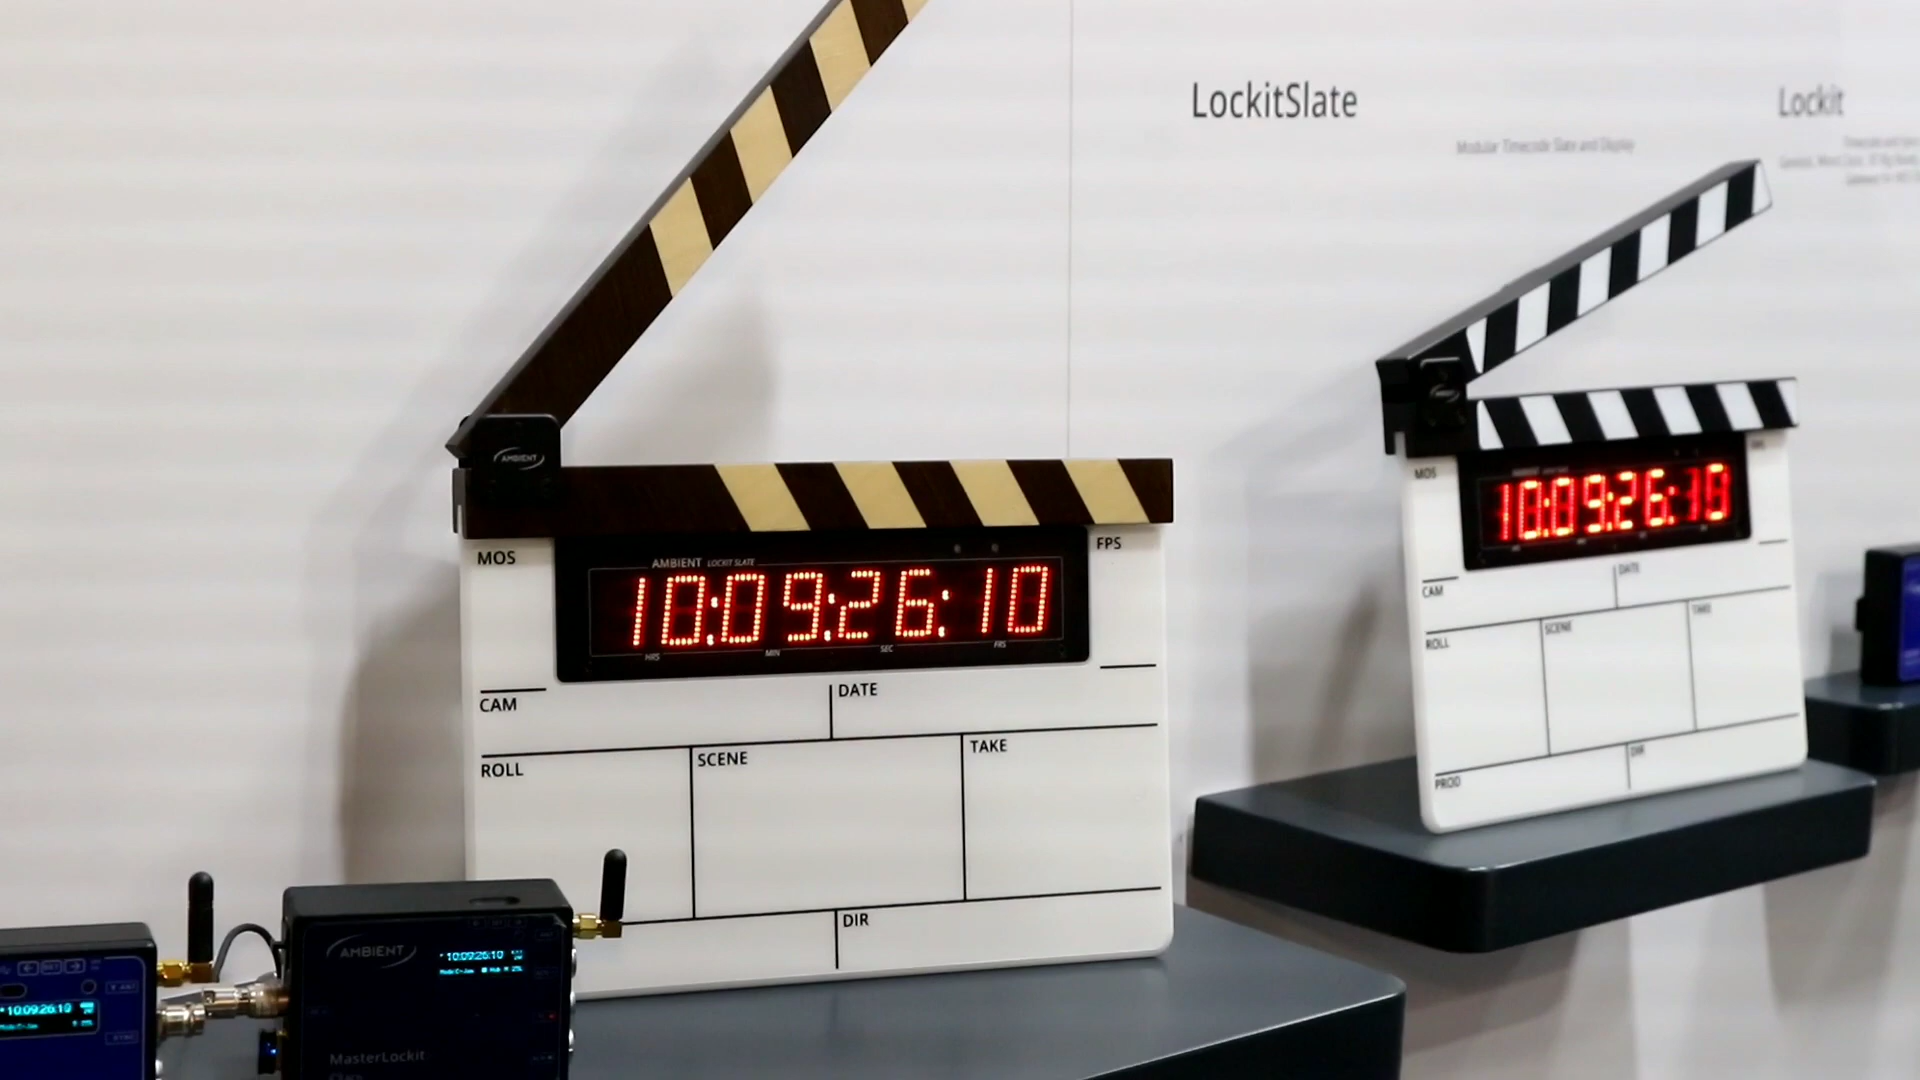 LockitSlate
Modular Timecode Slate and Display
Lockit
AMBIENT
MOS
AMBIENT LOCKIT SLATE
FPS
10:09:26:10
HRS MIN SEC FRS
CAM
DATE
ROLL
SCENE
TAKE
DIR
MOS
10:09:26:10
CAM
DATE
ROLL
SCENE
TAKE
PROD
DIR
AMBIENT
10:09:26:10
MasterLockit
10:09:26:10